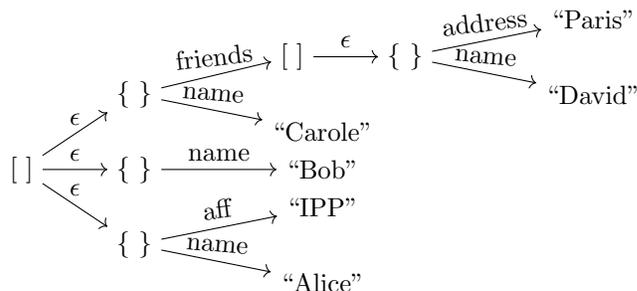 address
"Paris"
friends
[ ]
ϵ
{ }
name
"David"
{ }
name
ϵ
"Carole"
[ ]
ϵ
{ }
name
"Bob"
ϵ
aff
"IPP"
{ }
name
"Alice"